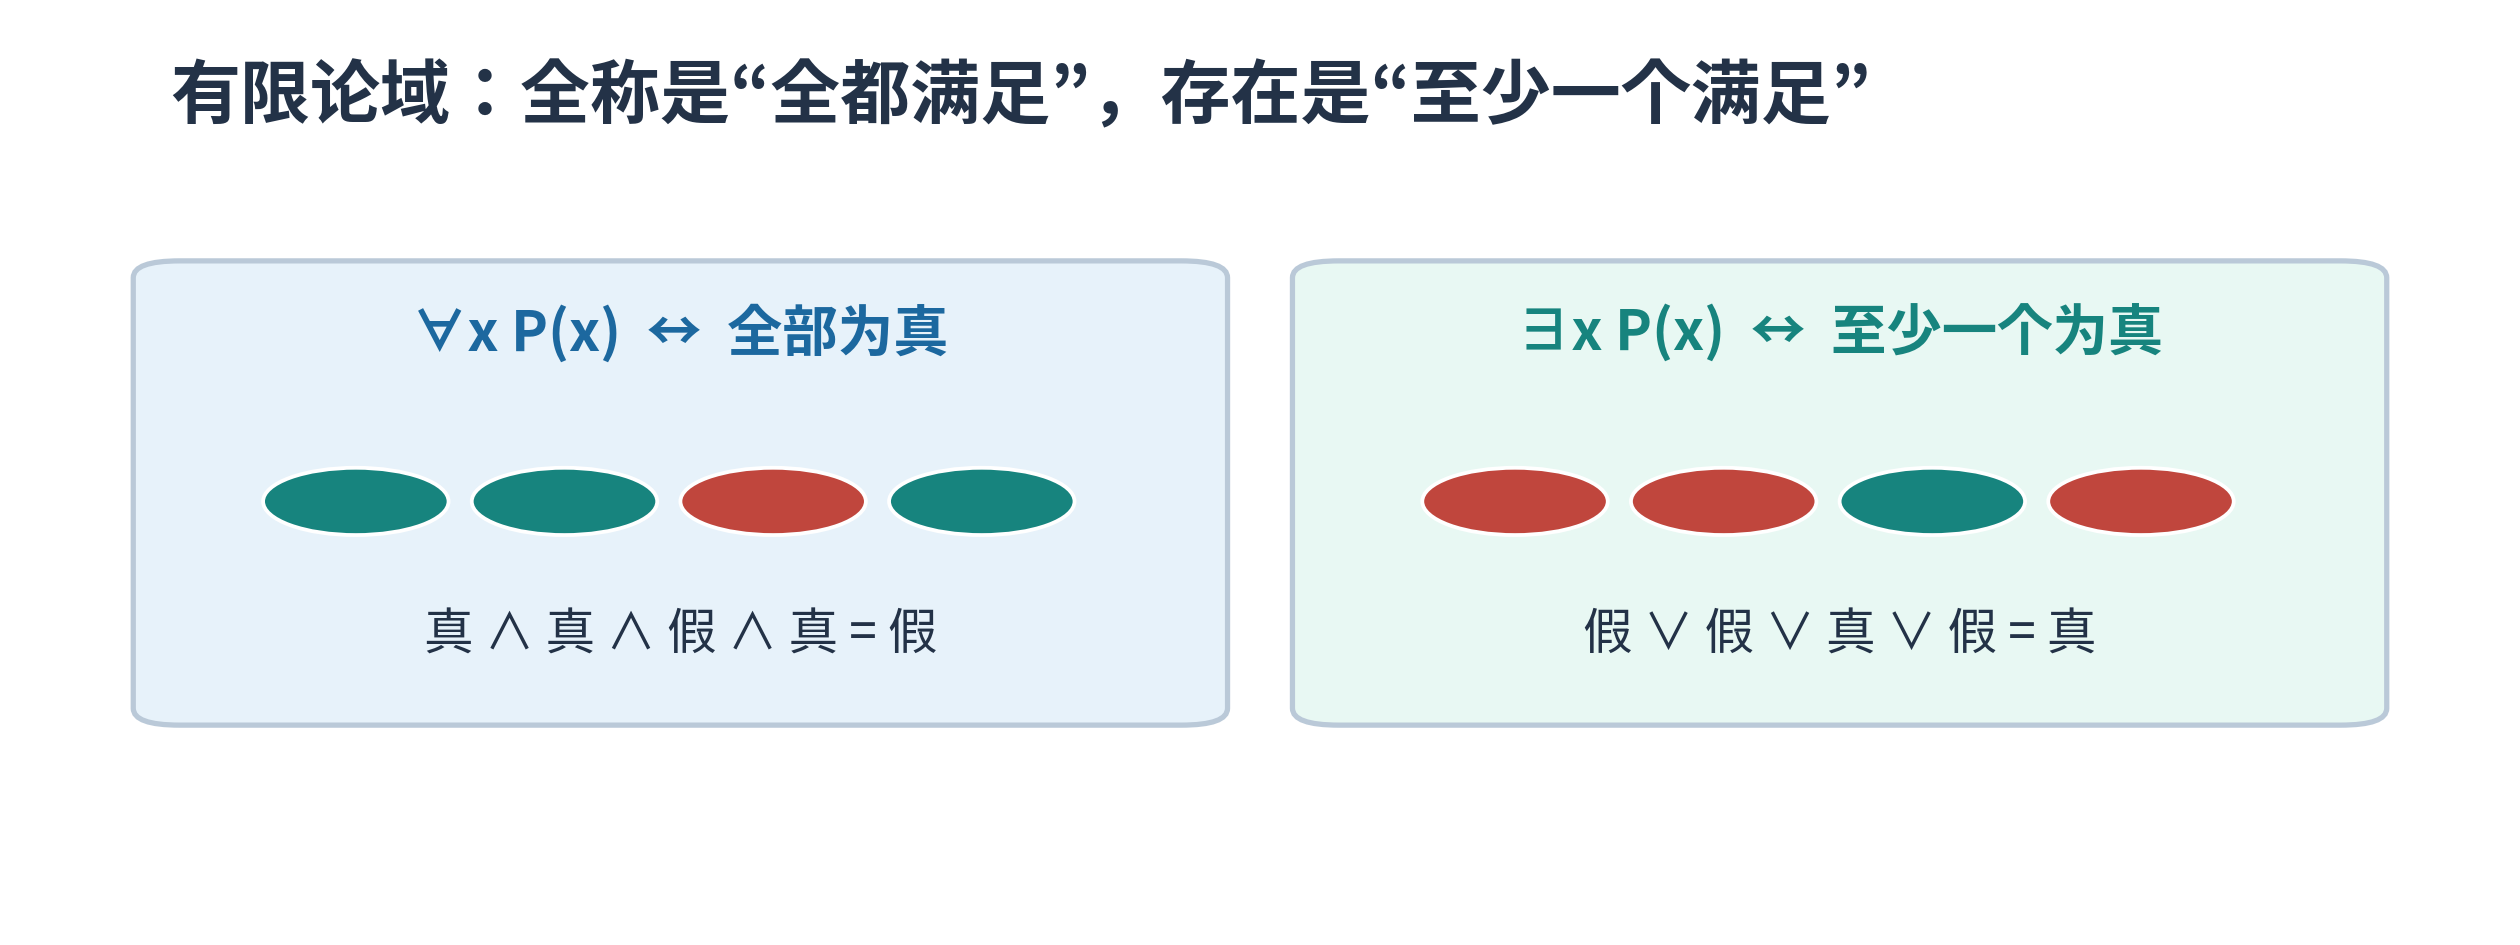 有限论域：全称是“全都满足”，存在是“至少一个满足”
∀x P(x) ↔ 全部为真
∃x P(x) ↔ 至少一个为真
真 ∧ 真 ∧ 假 ∧ 真 = 假
假 ∨ 假 ∨ 真 ∨ 假 = 真